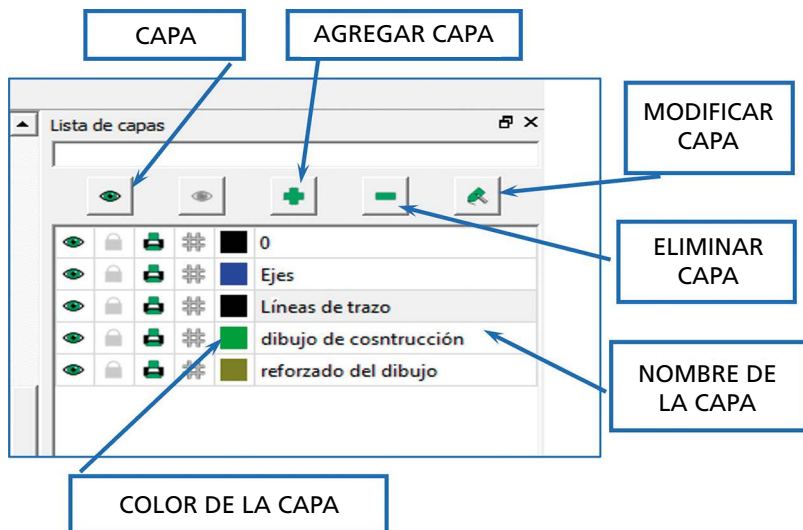 CAPA
AGREGAR CAPA
MODIFICAR
CAPA
Lista de capas
0
Ejes
Líneas de trazo
dibujo de cosntrucción
reforzado del dibujo
ELIMINAR
CAPA
NOMBRE DE
LA CAPA
COLOR DE LA CAPA